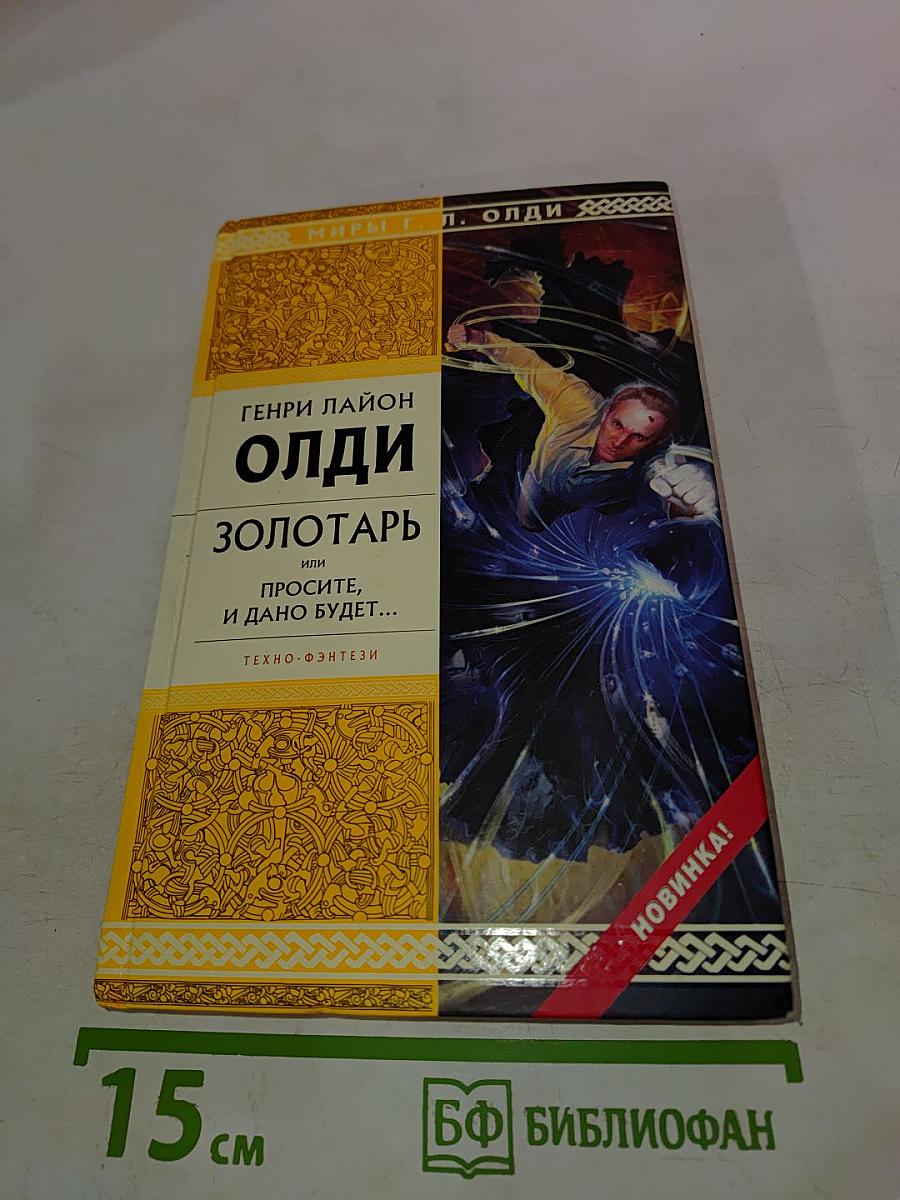 МИРЫ Г. Л. ОЛДИ
ГЕНРИ ЛАЙОН
ОЛДИ
ЗОЛОТАРЬ
ИЛИ
ПРОСИТЕ,
И ДАНО БУДЕТ...
ТЕХНО-ФЭНТЕЗИ
НОВИНКА!
15 см
БФ БИБЛИОФАН